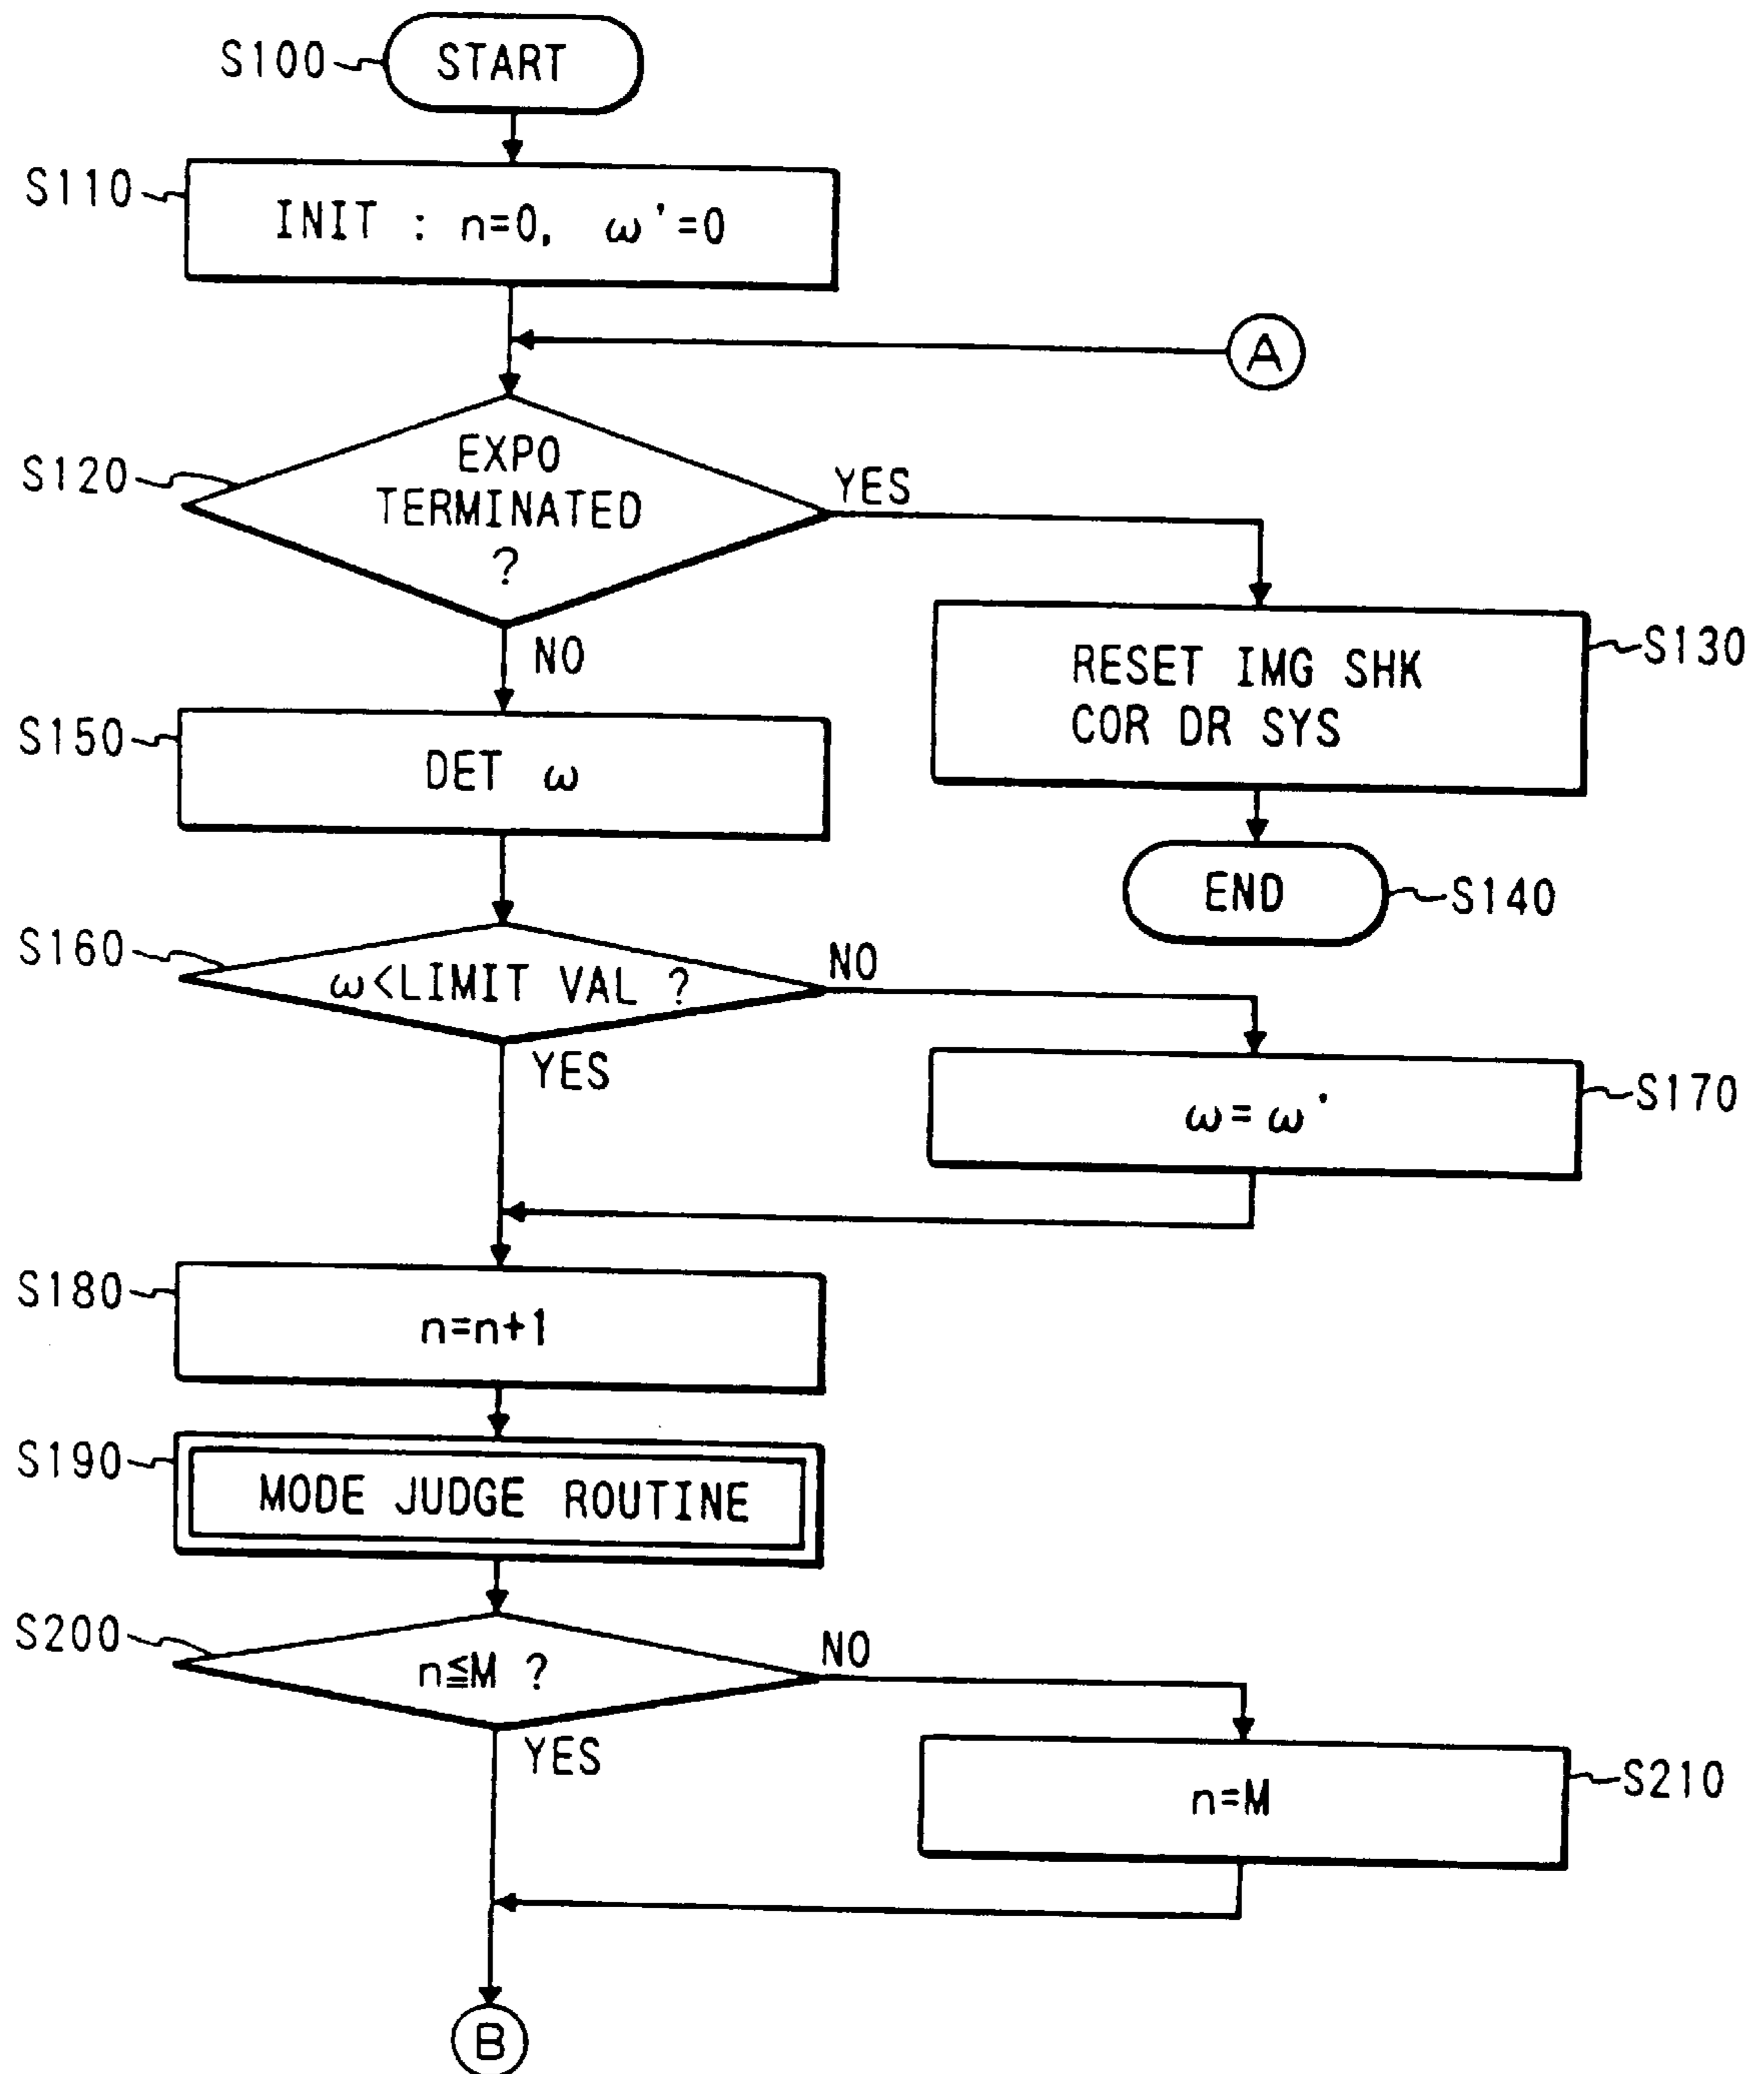 S100
START
S110
INIT : n=0, ω'=0
A
S120
EXPO
TERMINATED
?
YES
NO
S130
RESET IMG SHK
COR DR SYS
S150
DET ω
END
S140
S160
ω<LIMIT VAL ?
NO
YES
S170
ω=ω'
S180
n=n+1
S190
MODE JUDGE ROUTINE
S200
n≦M ?
NO
YES
S210
n=M
B